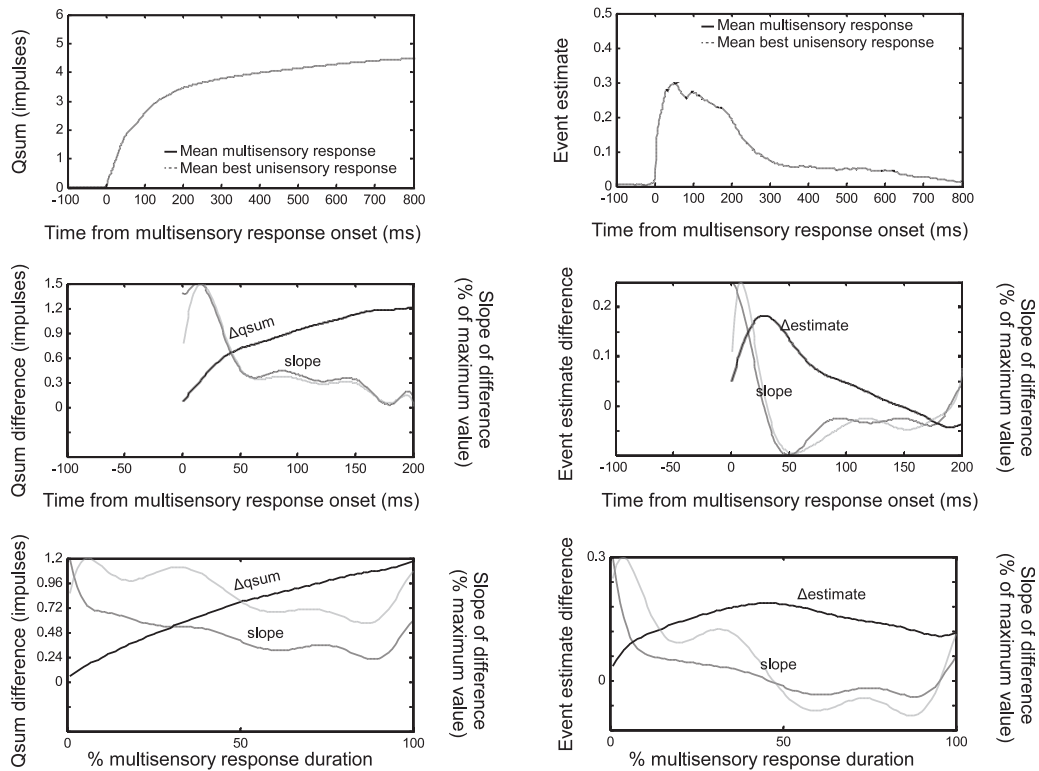 Qsum (impulses)
6
5
4
3
2
1
0
Mean multisensory response
Mean best unisensory response
-100 0 100 200 300 400 500 600 700 800
Time from multisensory response onset (ms)
Event estimate
0.5
0.4
0.3
0.2
0.1
0
Mean multisensory response
Mean best unisensory response
-100 0 100 200 300 400 500 600 700 800
Time from multisensory response onset (ms)
Qsum difference (impulses)
1.5
1.2
0.9
0.6
0.3
0
Δqsum
slope
Slope of difference
(% of maximum value)
-100 -50 0 50 100 150 200
Time from multisensory response onset (ms)
Event estimate difference
0.2
0.1
0
Δestimate
slope
Slope of difference
(% of maximum value)
-100 -50 0 50 100 150 200
Time from multisensory response onset (ms)
Qsum difference (impulses)
1.2
0.96
0.72
0.48
0.24
0
Δqsum
slope
Slope of difference
(% maximum value)
0 50 100
% multisensory response duration
Event estimate difference
0.3
0
Δestimate
slope
Slope of difference
(% of maximum value)
0 50 100
% multisensory response duration